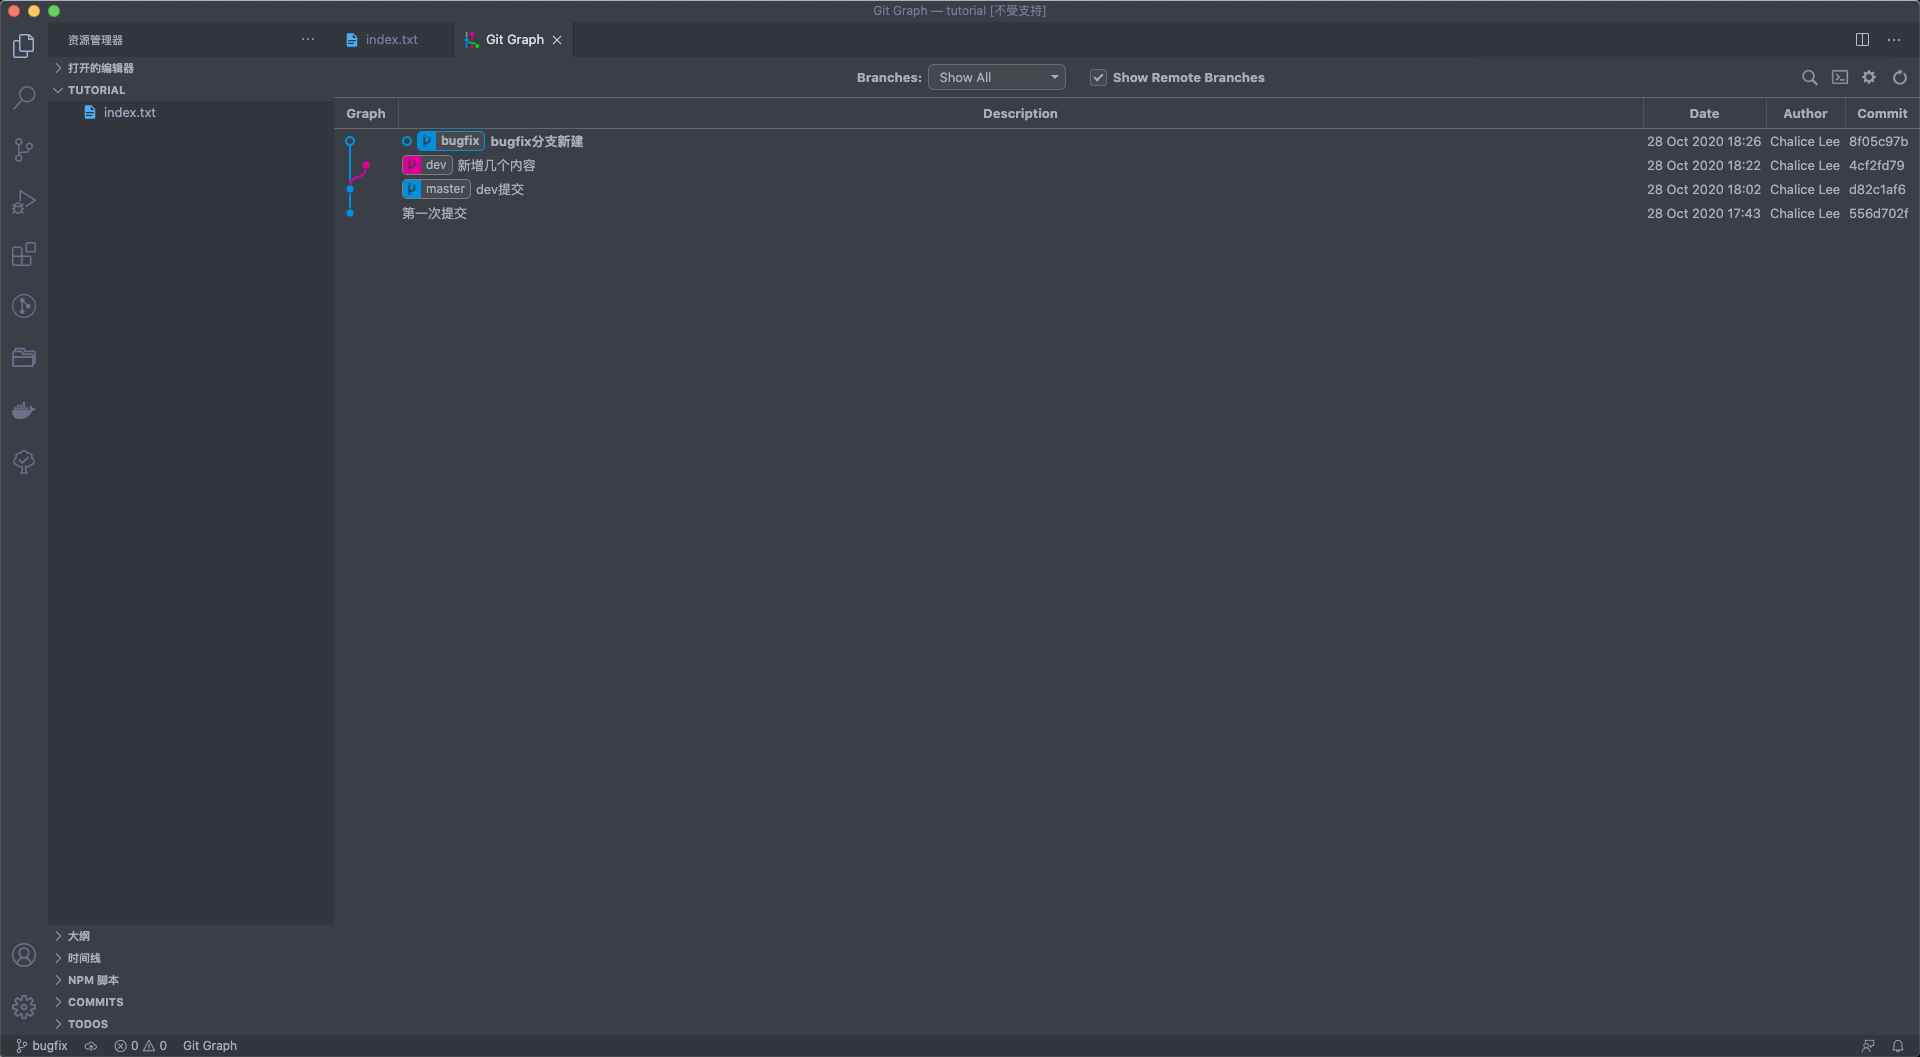 Git Graph — tutorial [不受支持]
资源管理器
index.txt
Git Graph
打开的编辑器
TUTORIAL
index.txt
Branches: Show All Show Remote Branches
Graph Description Date Author Commit
bugfix bugfix分支新建 28 Oct 2020 18:26 Chalice Lee 8f05c97b
dev 新增几个内容 28 Oct 2020 18:22 Chalice Lee 4cf2fd79
master dev提交 28 Oct 2020 18:02 Chalice Lee d82c1af6
第一次提交 28 Oct 2020 17:43 Chalice Lee 556d702f
大纲
时间线
NPM 脚本
COMMITS
TODOS
bugfix 0 0 Git Graph